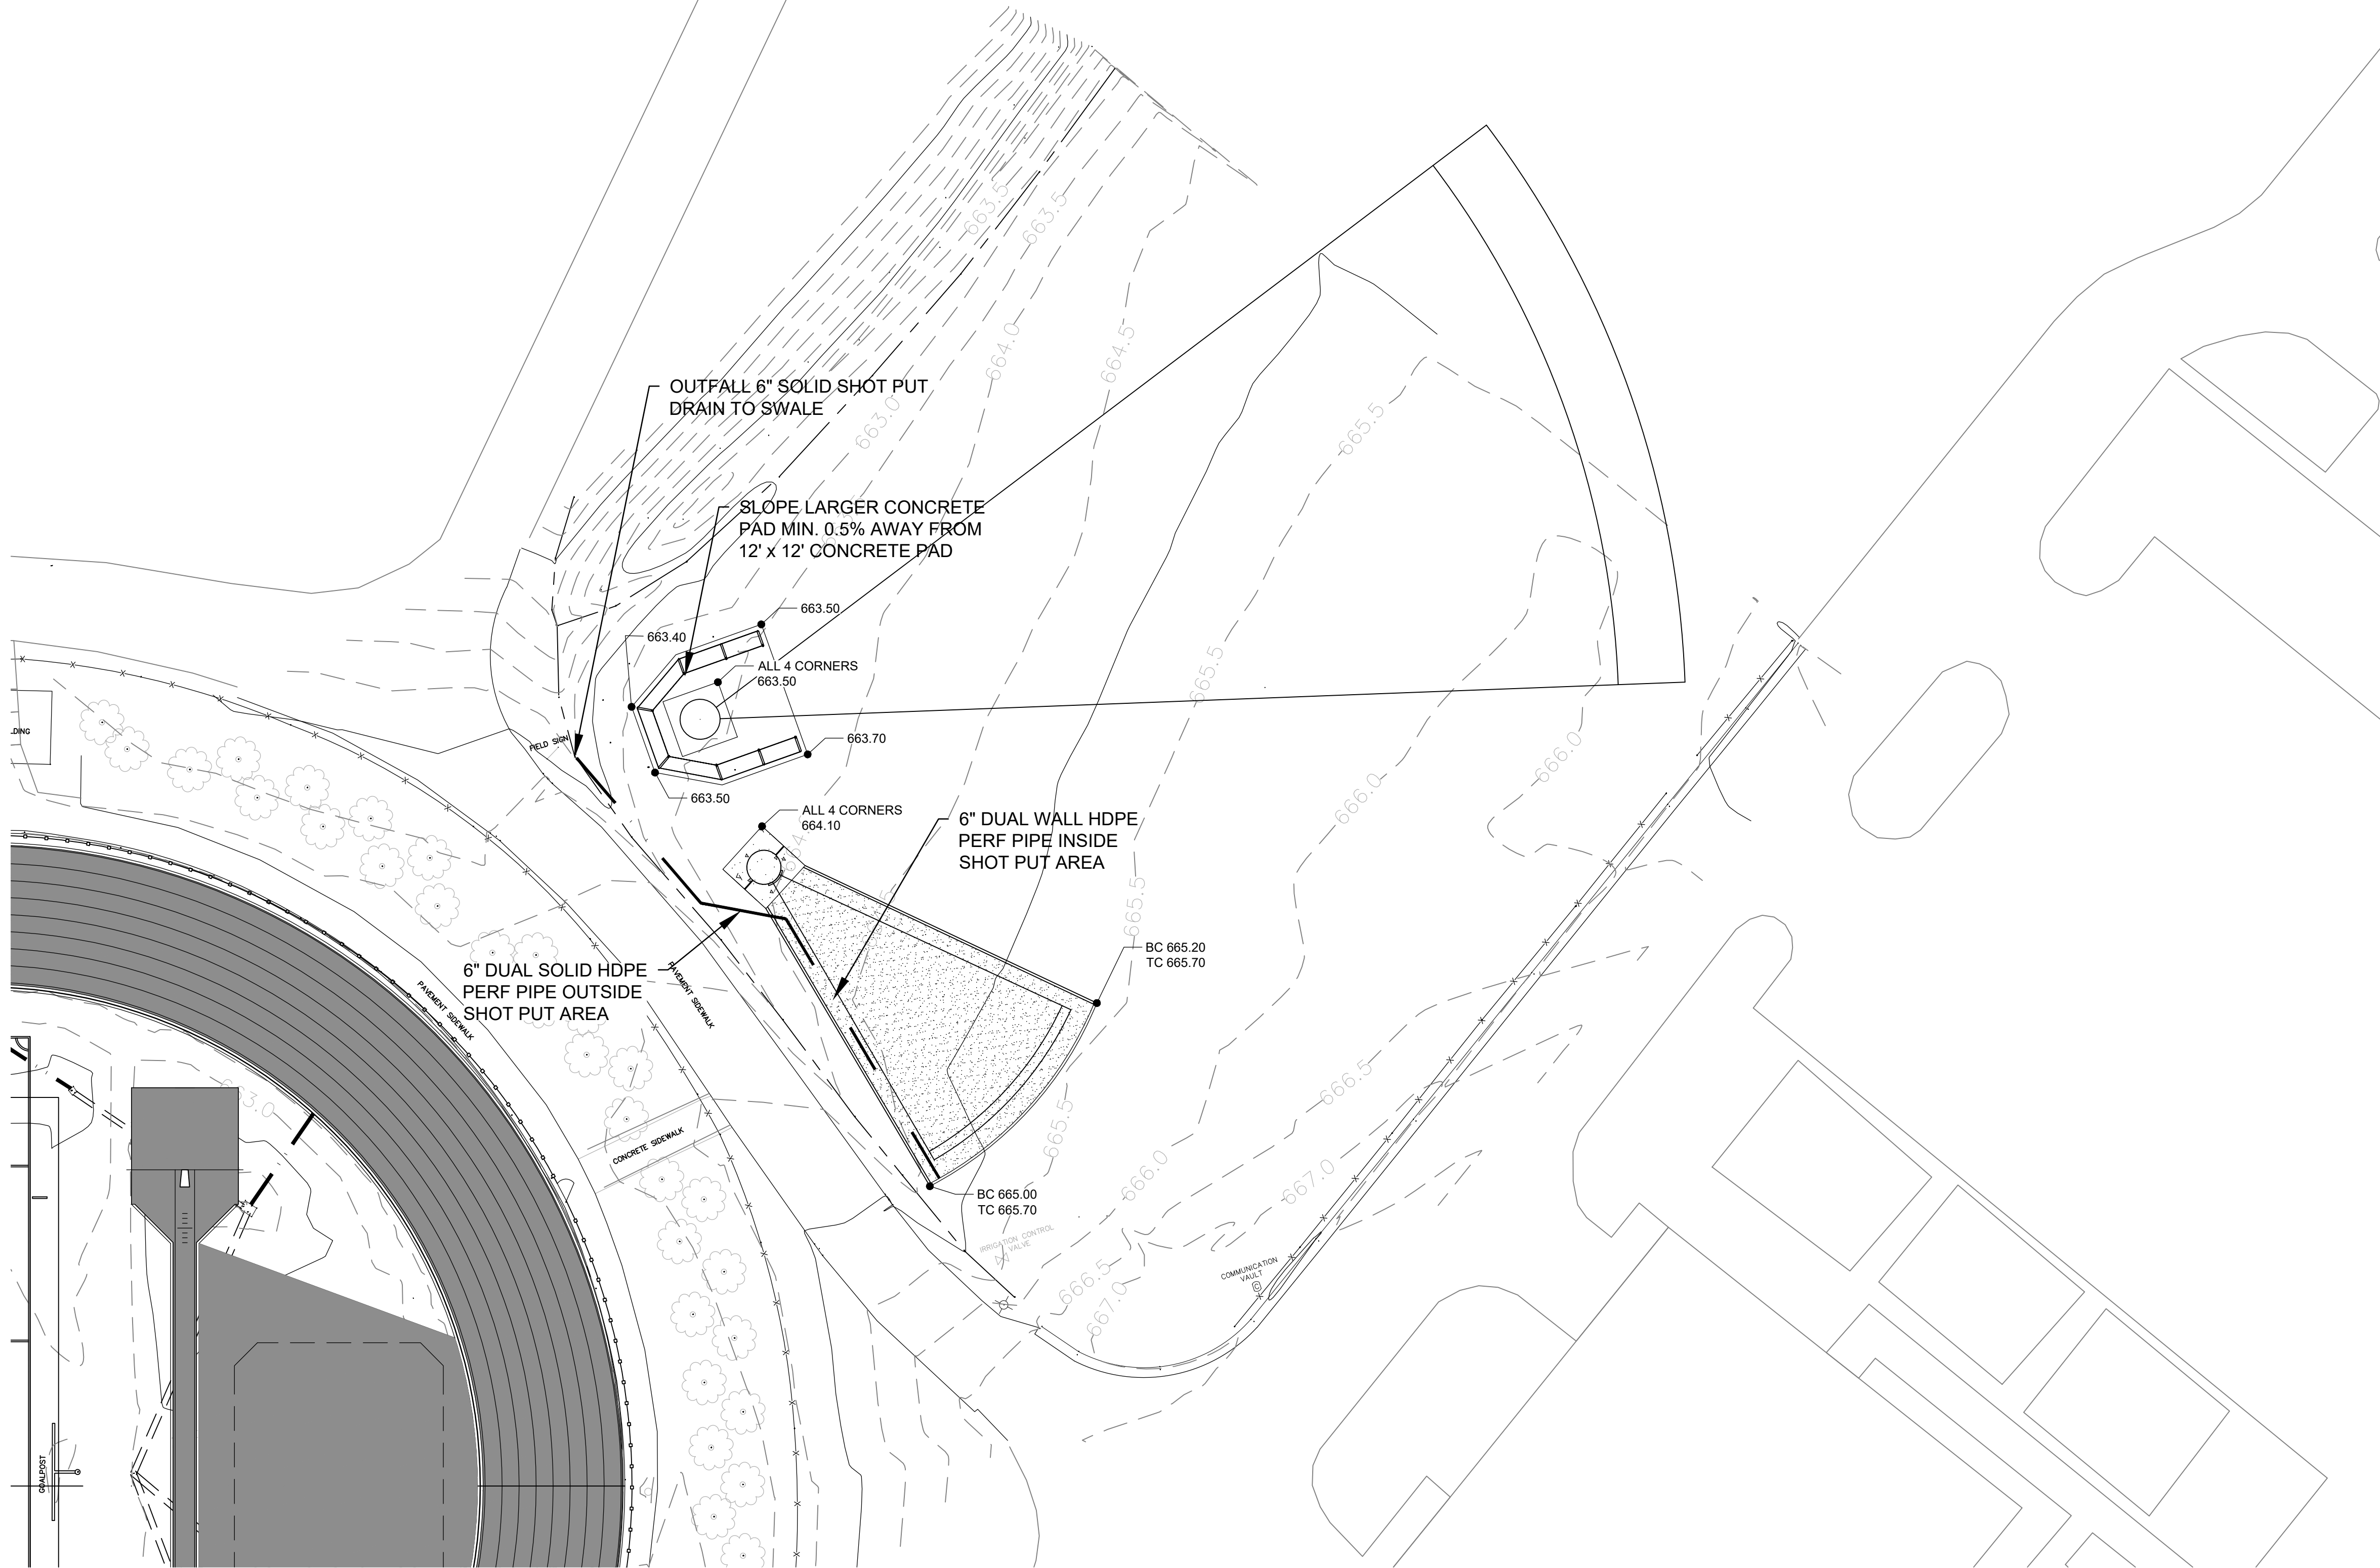 663.5
663.5
664.0
664.5
OUTFALL 6" SOLID SHOT PUT
DRAIN TO SWALE
663.0
665.5
SLOPE LARGER CONCRETE
PAD MIN. 0.5% AWAY FROM
12' x 12' CONCRETE PAD
663.50
663.40
ALL 4 CORNERS
663.50
665.5
663.70
FIELD SIGN
LDING
666.0
663.50
666.0
ALL 4 CORNERS
664.10
6" DUAL WALL HDPE
PERF PIPE INSIDE
SHOT PUT AREA
665.5
BC 665.20
TC 665.70
6" DUAL SOLID HDPE
PERF PIPE OUTSIDE
SHOT PUT AREA
PAVEMENT SIDEWALK
PAVEMENT SIDEWALK
666.5
665.5
CONCRETE SIDEWALK
666.0
667.0
BC 665.00
TC 665.70
IRRIGATION CONTROL
VALVE
COMMUNICATION
VAULT
C
666.5
667.0
GOALPOST